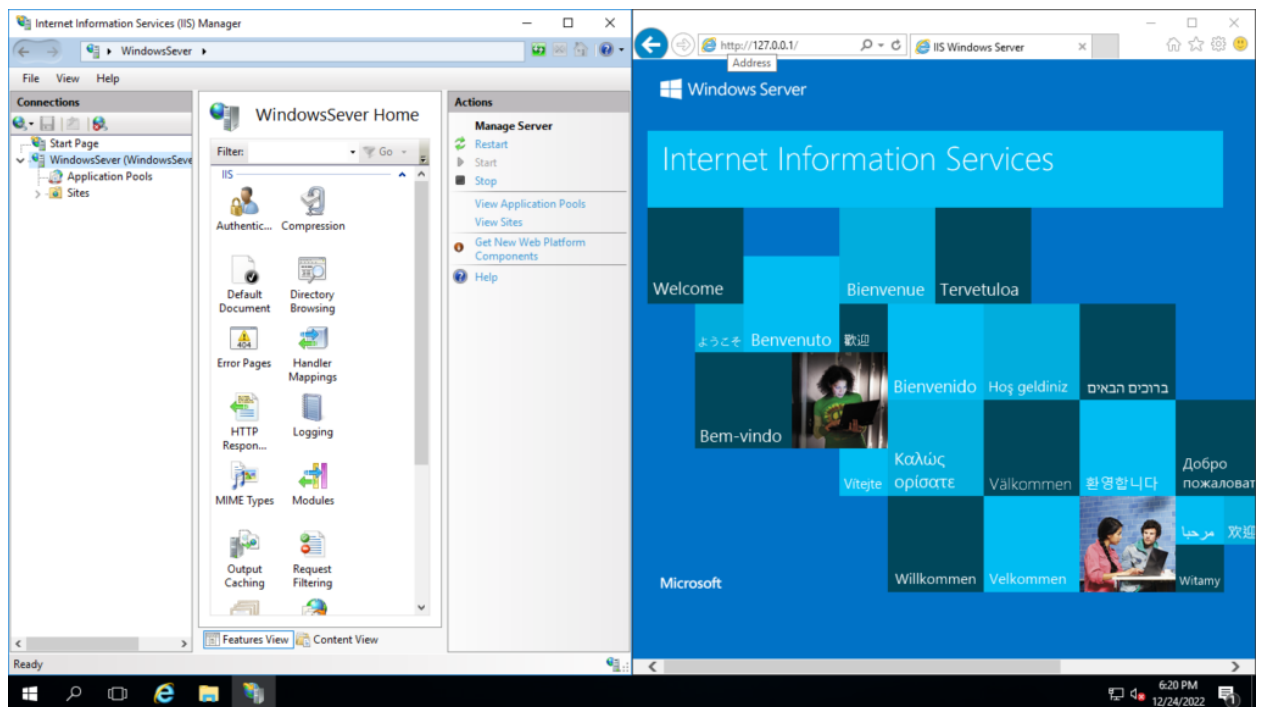 Internet Information Services (IIS) Manager
WindowsSever
File View Help
Connections
Start Page
WindowsSever (WindowsSeve
Application Pools
Sites
WindowsSever Home
Filter:
Go
IIS
Authentic...
Compression
Default
Document
Directory
Browsing
404
Error Pages
Handler
Mappings
HTTP
Respon...
Logging
MIME Types
Modules
Output
Caching
Request
Filtering
Features View
Content View
Actions
Manage Server
Restart
Start
Stop
View Application Pools
View Sites
Get New Web Platform
Components
Help
Ready
http://127.0.0.1/
IIS Windows Server
Address
Windows Server
Internet Information Services
Welcome
Bienvenue
Tervetuloa
ようこそ
Benvenuto
歡迎
Bienvenido
Hoş geldiniz
ברוכים הבאים
Bem-vindo
Vítejte
Καλώς
ορίσατε
Välkommen
환영합니다
Добро
пожаловат
مرحبا
欢迎
Microsoft
Willkommen
Velkommen
Witamy
6:20 PM
12/24/2022
1